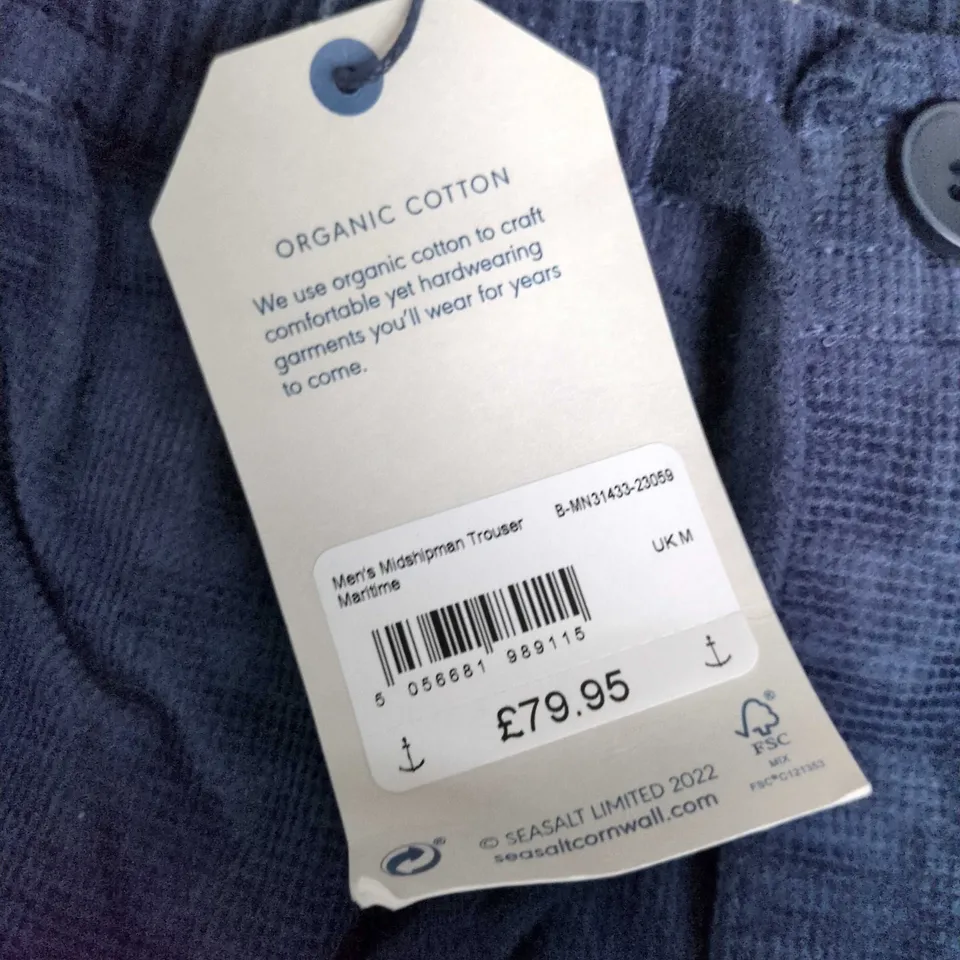 ORGANIC COTTON
We use organic cotton to craft
comfortable yet hardwearing
garments you'll wear for years
to come.
Men's Midshipman Trouser B-MN31433-23059
Maritime UK M
5 056681 989115
£79.95
FSC®
MIX
FSC® C121353
© SEASALT LIMITED 2022
seasaltcornwall.com